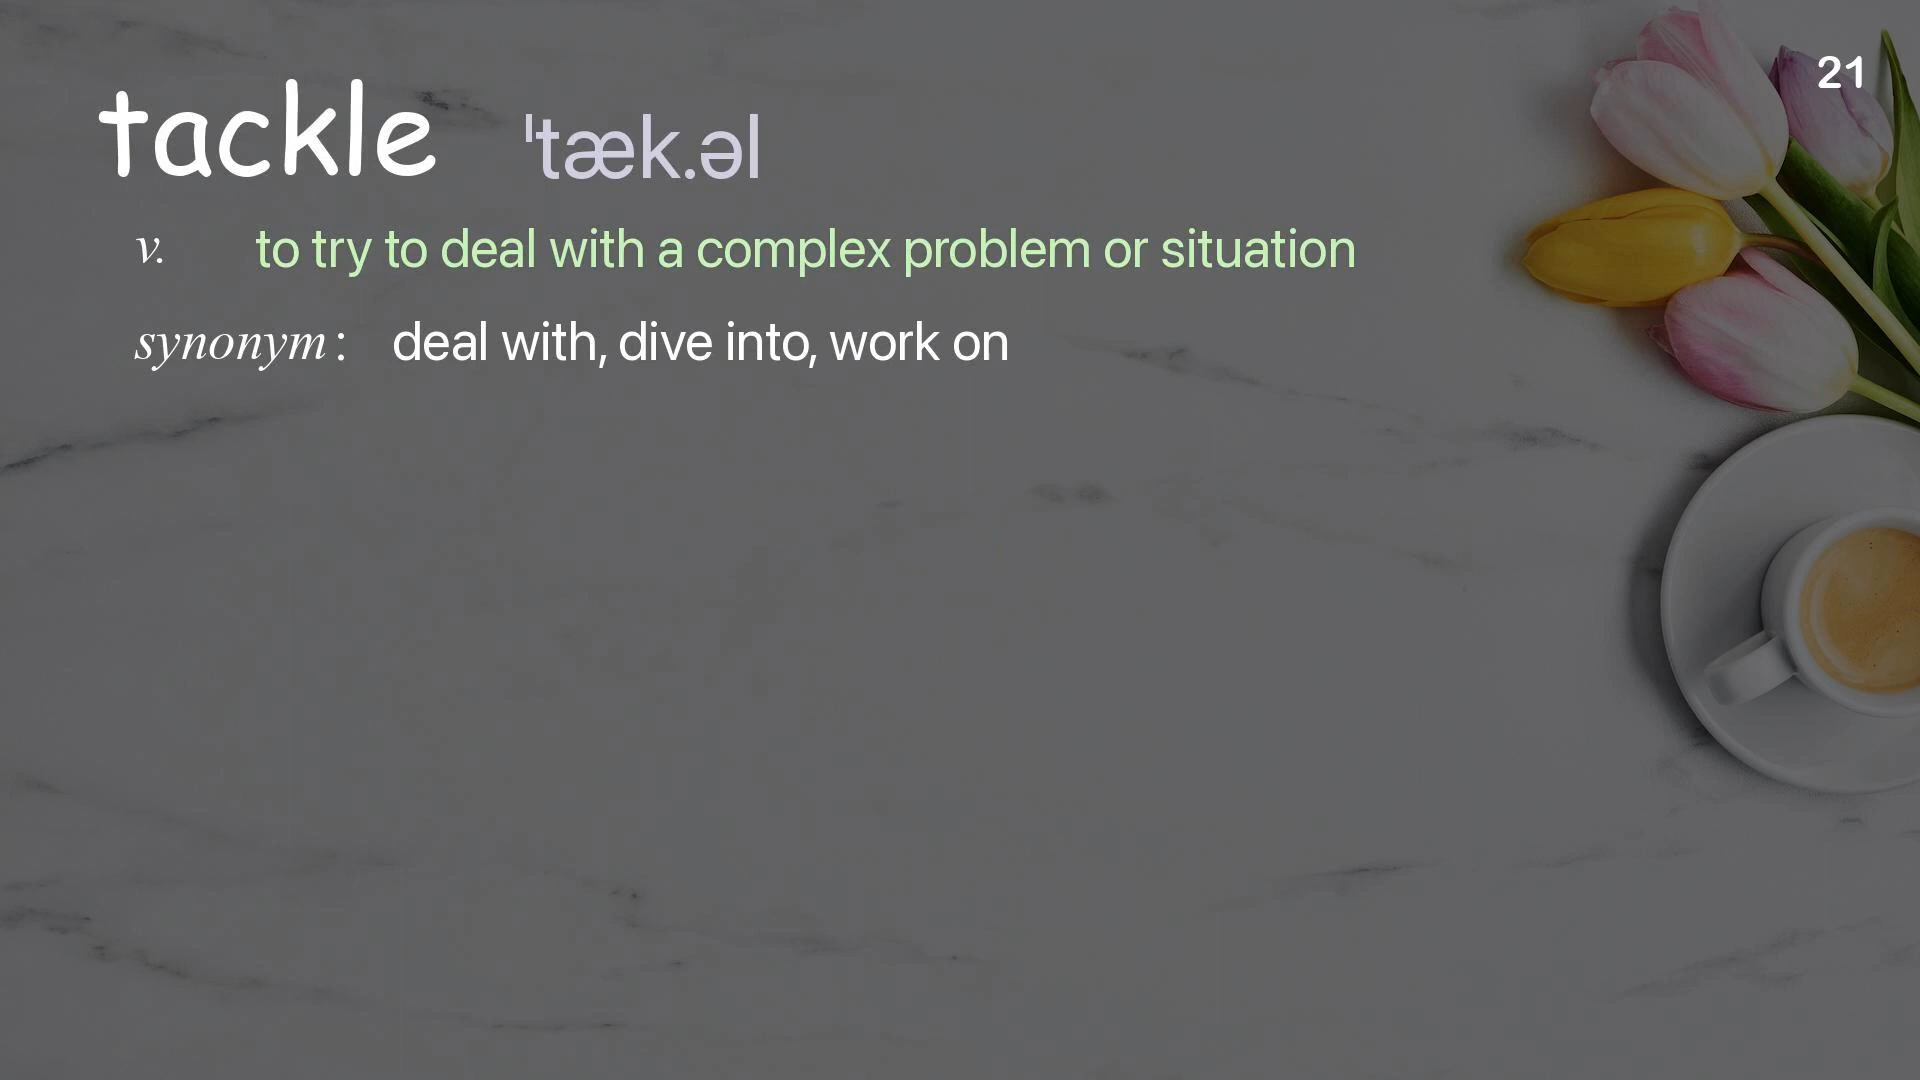 21
tackle ˈtæk.əl
v. to try to deal with a complex problem or situation
synonym: deal with, dive into, work on